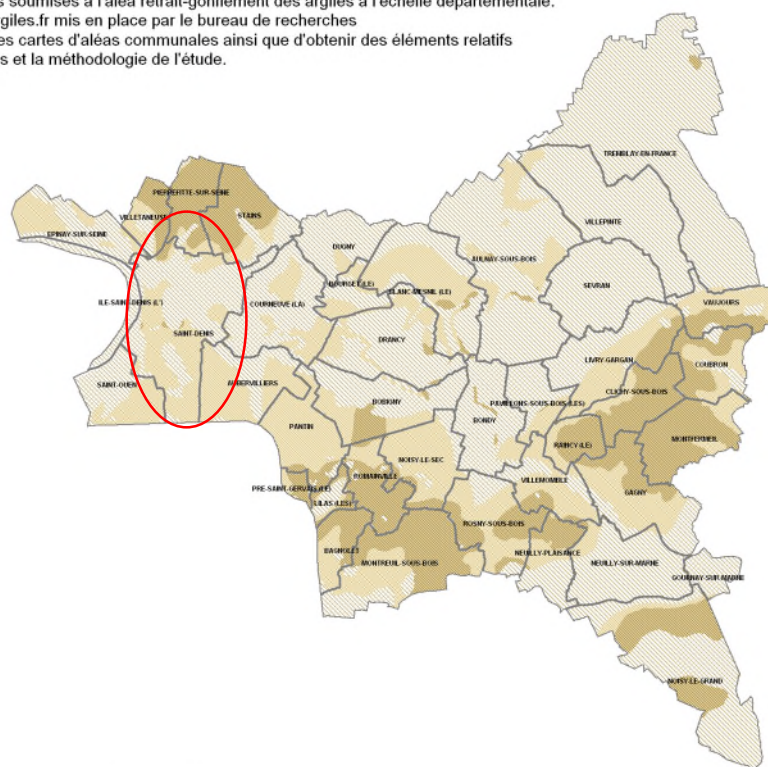 s soumises à l'aléa retrait-gonflement des argiles à l'échelle départementale.
rgiles.fr mis en place par le bureau de recherches
es cartes d'aléas communales ainsi que d'obtenir des éléments relatifs
s et la méthodologie de l'étude.
TREMBLAY-EN-FRANCE
PIERREFITTE-SUR-SEINE
VILLETANEUSE
STAINS
EPINAY-SUR-SEINE
VILLEPINTE
DUGNY
AULNAY-SOUS-BOIS
BOURGET (LE)
BLANC-MESNIL (LE)
SEVRAN
ILE-SAINT-DENIS (L')
COURNEUVE (LA)
VAUJOURS
SAINT-DENIS
DRANCY
LIVRY-GARGAN
COUBRON
SAINT-OUEN
AUBERVILLIERS
CLICHY-SOUS-BOIS
BOBIGNY
PAVILLONS-SOUS-BOIS (LES)
BONDY
PANTIN
RAINCY (LE)
MONTFERMEIL
NOISY-LE-SEC
ROMAINVILLE
VILLEMOMBLE
PRE-SAINT-GERVAIS (LE)
GAGNY
LILAS (LES)
ROSNY-SOUS-BOIS
BAGNOLET
MONTREUIL-SOUS-BOIS
NEUILLY-PLAISANCE
NEUILLY-SUR-MARNE
GOURNAY-SUR-MARNE
NOISY-LE-GRAND